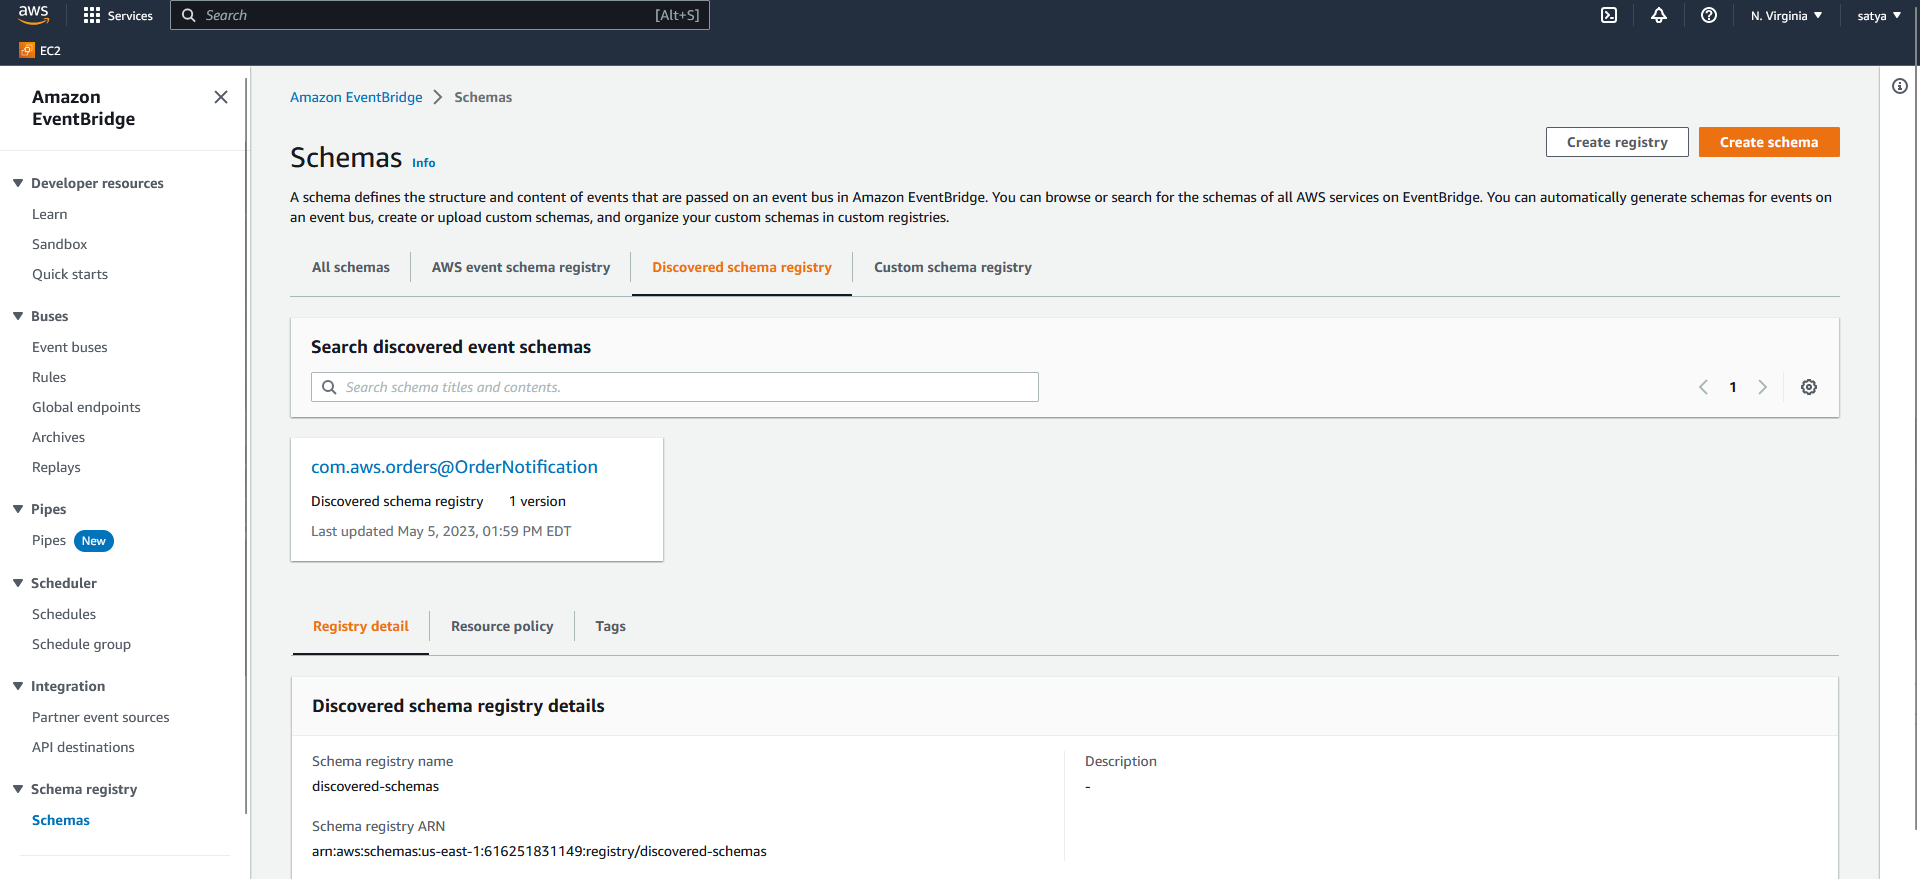 aws
Services
Search
[Alt+S]
N. Virginia
satya
EC2
Amazon
EventBridge
Developer resources
Learn
Sandbox
Quick starts
Buses
Event buses
Rules
Global endpoints
Archives
Replays
Pipes
Pipes New
Scheduler
Schedules
Schedule group
Integration
Partner event sources
API destinations
Schema registry
Schemas
Amazon EventBridge > Schemas
Schemas Info
Create registry
Create schema
A schema defines the structure and content of events that are passed on an event bus in Amazon EventBridge. You can browse or search for the schemas of all AWS services on EventBridge. You can automatically generate schemas for events on
an event bus, create or upload custom schemas, and organize your custom schemas in custom registries.
All schemas
AWS event schema registry
Discovered schema registry
Custom schema registry
Search discovered event schemas
Search schema titles and contents.
1
com.aws.orders@OrderNotification
Discovered schema registry 1 version
Last updated May 5, 2023, 01:59 PM EDT
Registry detail
Resource policy
Tags
Discovered schema registry details
Schema registry name
discovered-schemas
Schema registry ARN
arn:aws:schemas:us-east-1:616251831149:registry/discovered-schemas
Description
-